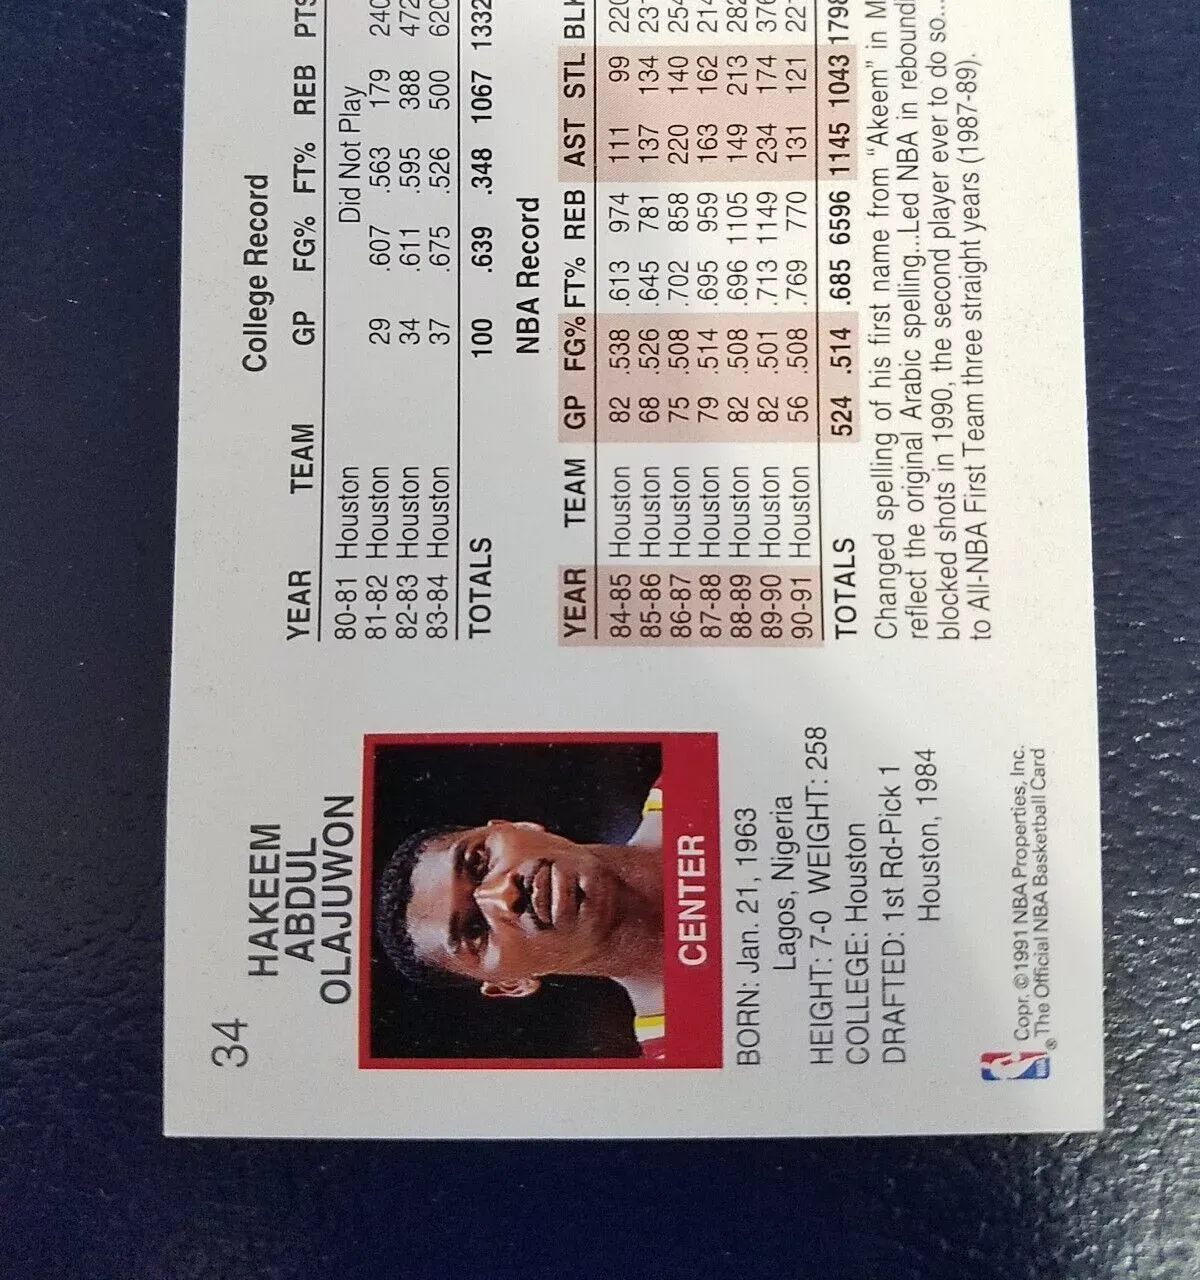 34
HAKEEM
ABDUL
OLAJUWON
CENTER
BORN: Jan. 21, 1963
Lagos, Nigeria
HEIGHT: 7-0 WEIGHT: 258
COLLEGE: Houston
DRAFTED: 1st Rd-Pick 1
Houston, 1984
Copr. ©1991 NBA Properties, Inc.
® The Official NBA Basketball Card
College Record
YEAR TEAM GP FG% FT% REB PTS
80-81 Houston Did Not Play
81-82 Houston 29 .607 .563 179 240
82-83 Houston 34 .611 .595 388 472
83-84 Houston 37 .675 .526 500 620
TOTALS 100 .639 .348 1067 1332
NBA Record
YEAR TEAM GP FG% FT% REB AST STL BLK
84-85 Houston 82 .538 .613 974 111 99 220
85-86 Houston 68 .526 .645 781 137 134 231
86-87 Houston 75 .508 .702 858 220 140 254
87-88 Houston 79 .514 .695 959 163 162 214
88-89 Houston 82 .508 .696 1105 149 213 282
89-90 Houston 82 .501 .713 1149 234 174 376
90-91 Houston 56 .508 .769 770 131 121 221
TOTALS 524 .514 .685 6596 1145 1043 1798
Changed spelling of his first name from "Akeem" in M
reflect the original Arabic spelling...Led NBA in rebound
blocked shots in 1990, the second player ever to do so...
to All-NBA First Team three straight years (1987-89).